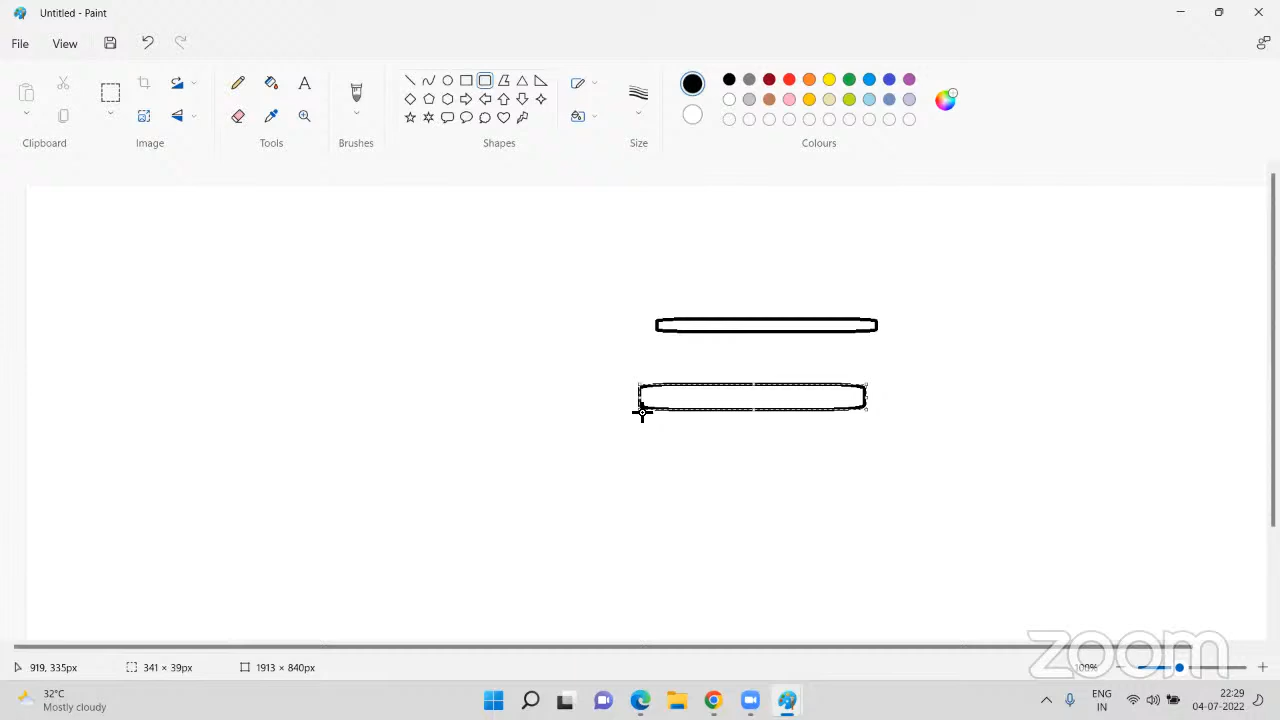 Untitled - Paint
File View
Clipboard Image Tools Brushes Shapes Size Colours
zoom
919, 335px 341 × 39px 1913 × 840px 100%
32°C ENG 22:29
Mostly cloudy IN 04-07-2022